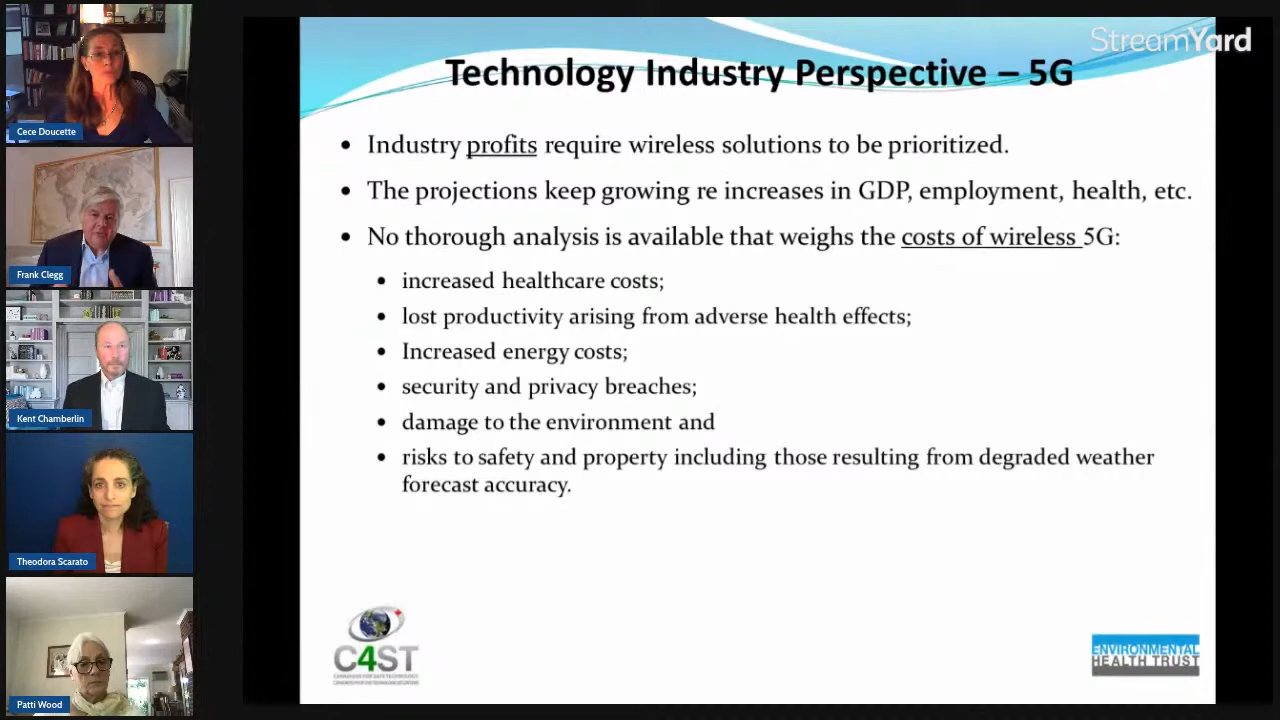 StreamYard
Technology Industry Perspective – 5G
• Industry profits require wireless solutions to be prioritized.
• The projections keep growing re increases in GDP, employment, health, etc.
• No thorough analysis is available that weighs the costs of wireless 5G:
• increased healthcare costs;
• lost productivity arising from adverse health effects;
• Increased energy costs;
• security and privacy breaches;
• damage to the environment and
• risks to safety and property including those resulting from degraded weather
forecast accuracy.
C4ST
CANADIANS FOR SAFE TECHNOLOGY
ENVIRONMENTAL
HEALTH TRUST
Cece Doucette
Frank Clegg
Kent Chamberlin
Theodora Scarato
Patti Wood